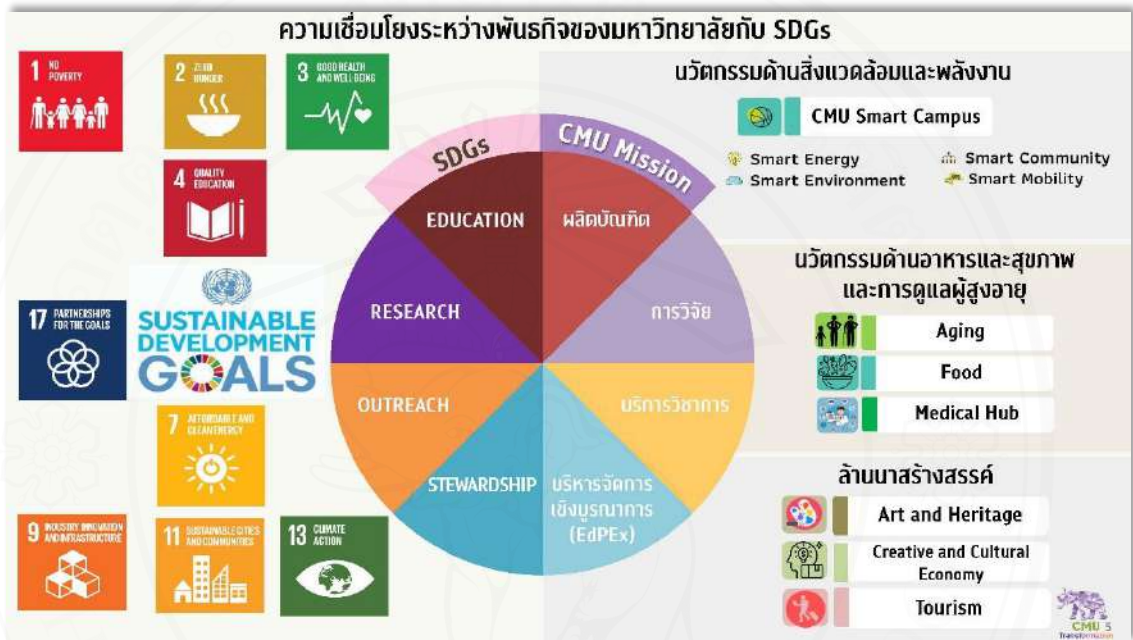 ความเชื่อมโยงระหว่างพันธกิจของมหาวิทยาลัยกับ SDGs
1 NO
POVERTY
2 ZERO
HUNGER
3 GOOD HEALTH
AND WELL-BEING
4 QUALITY
EDUCATION
17 PARTNERSHIPS
FOR THE GOALS
SUSTAINABLE
DEVELOPMENT
GOALS
7 AFFORDABLE AND
CLEAN ENERGY
9 INDUSTRY, INNOVATION
AND INFRASTRUCTURE
11 SUSTAINABLE CITIES
AND COMMUNITIES
13 CLIMATE
ACTION
SDGs
CMU Mission
EDUCATION
ผลิตบัณฑิต
RESEARCH
การวิจัย
OUTREACH
บริการวิชาการ
STEWARDSHIP
บริหารจัดการ
เชิงบูรณาการ
(EdPEx)
นวัตกรรมด้านสิ่งแวดล้อมและพลังงาน
CMU Smart Campus
Smart Energy
Smart Community
Smart Environment
Smart Mobility
นวัตกรรมด้านอาหารและสุขภาพ
และการดูแลผู้สูงอายุ
Aging
Food
Medical Hub
ล้านนาสร้างสรรค์
Art and Heritage
Creative and Cultural
Economy
Tourism
CMU 5
Transformation